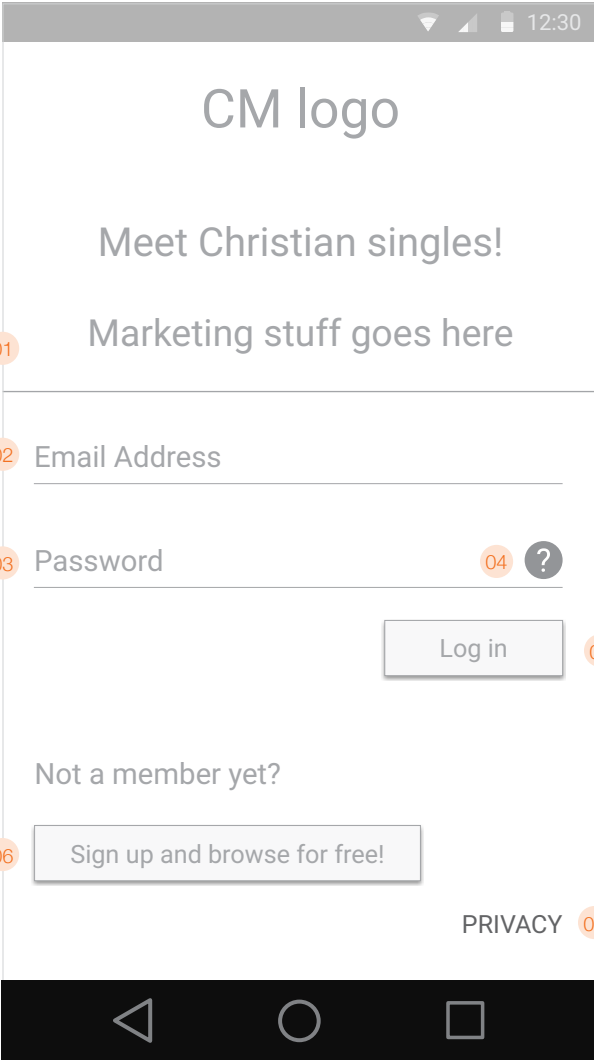 12:30
CM logo
Meet Christian singles!
Marketing stuff goes here
01
02
Email Address
03
Password
04
?
Log in
Not a member yet?
06
Sign up and browse for free!
PRIVACY